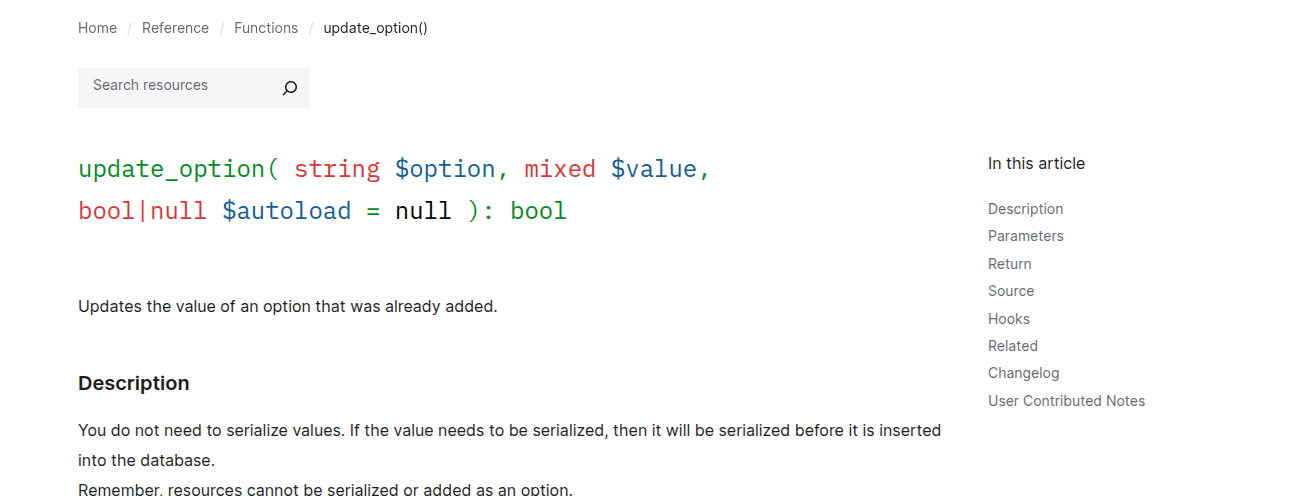 Home / Reference / Functions / update_option()
Search resources
update_option( string $option, mixed $value,
bool|null $autoload = null ): bool
Updates the value of an option that was already added.
Description
You do not need to serialize values. If the value needs to be serialized, then it will be serialized before it is inserted
into the database.
Remember, resources cannot be serialized or added as an option.
In this article
Description
Parameters
Return
Source
Hooks
Related
Changelog
User Contributed Notes